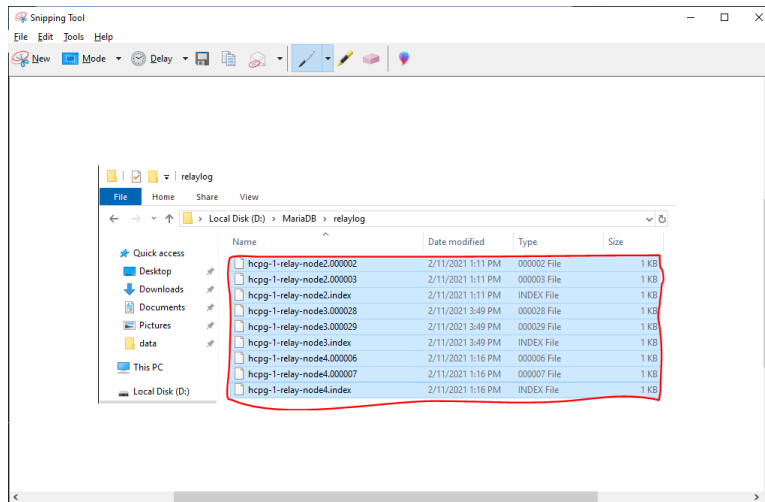 Snipping Tool
File Edit Tools Help
New Mode Delay
relaylog
File Home Share View
Local Disk (D:) > MariaDB > relaylog
Name Date modified Type Size
Quick access
Desktop
Downloads
Documents
Pictures
data
This PC
Local Disk (D:)
hcpg-1-relay-node2.000002 2/11/2021 1:11 PM 000002 File 1 KB
hcpg-1-relay-node2.000003 2/11/2021 1:11 PM 000003 File 1 KB
hcpg-1-relay-node2.index 2/11/2021 1:11 PM INDEX File 1 KB
hcpg-1-relay-node3.000028 2/11/2021 3:49 PM 000028 File 1 KB
hcpg-1-relay-node3.000029 2/11/2021 3:49 PM 000029 File 1 KB
hcpg-1-relay-node3.index 2/11/2021 3:49 PM INDEX File 1 KB
hcpg-1-relay-node4.000006 2/11/2021 1:16 PM 000006 File 1 KB
hcpg-1-relay-node4.000007 2/11/2021 1:16 PM 000007 File 1 KB
hcpg-1-relay-node4.index 2/11/2021 1:16 PM INDEX File 1 KB